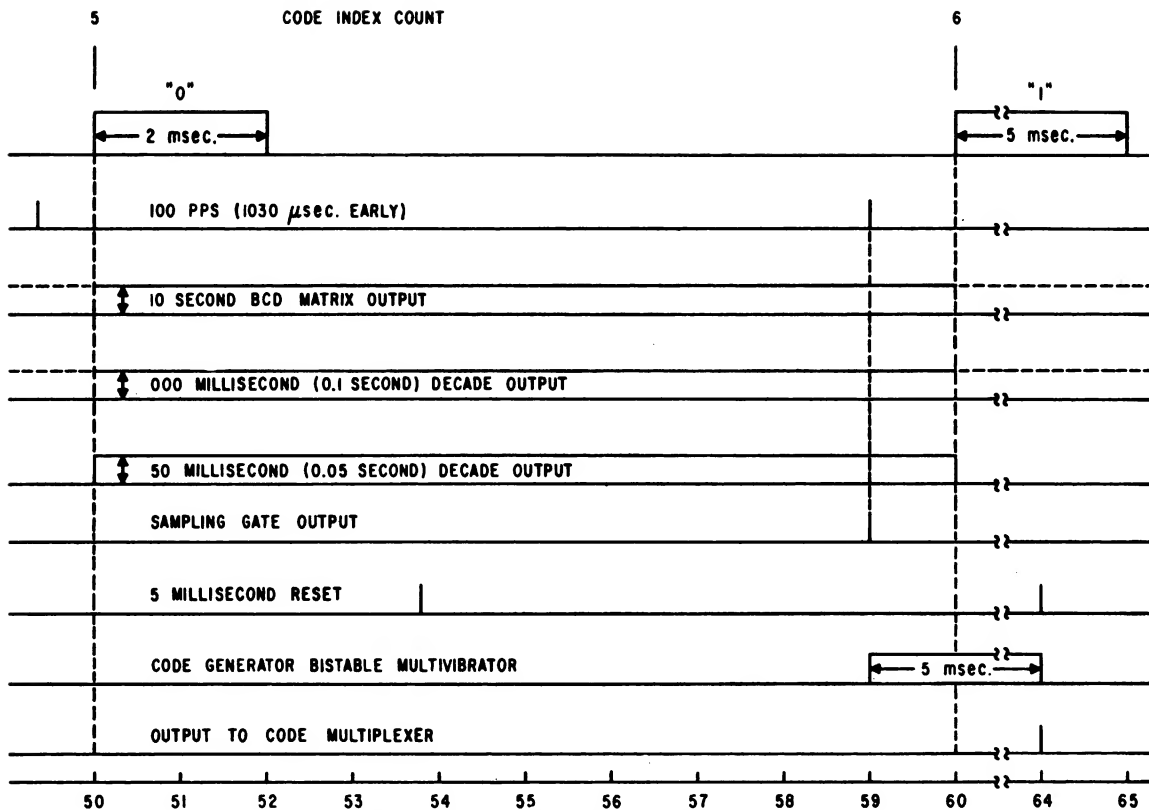 5 CODE INDEX COUNT 6
"0" "1"
2 msec. 5 msec.
100 PPS (1030 μsec. EARLY)
10 SECOND BCD MATRIX OUTPUT
000 MILLISECOND (0.1 SECOND) DECADE OUTPUT
50 MILLISECOND (0.05 SECOND) DECADE OUTPUT
SAMPLING GATE OUTPUT
5 MILLISECOND RESET
CODE GENERATOR BISTABLE MULTIVIBRATOR 5 msec.
OUTPUT TO CODE MULTIPLEXER
50 51 52 53 54 55 56 57 58 59 60 64 65